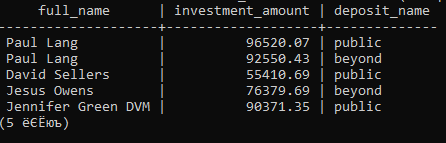 full_name | investment_amount | deposit_name
--------------------+-------------------+--------------
Paul Lang | 96520.07 | public
Paul Lang | 92550.43 | beyond
David Sellers | 55410.69 | public
Jesus Owens | 76379.69 | beyond
Jennifer Green DVM | 90371.35 | public
(5 ёЄЁюъ)